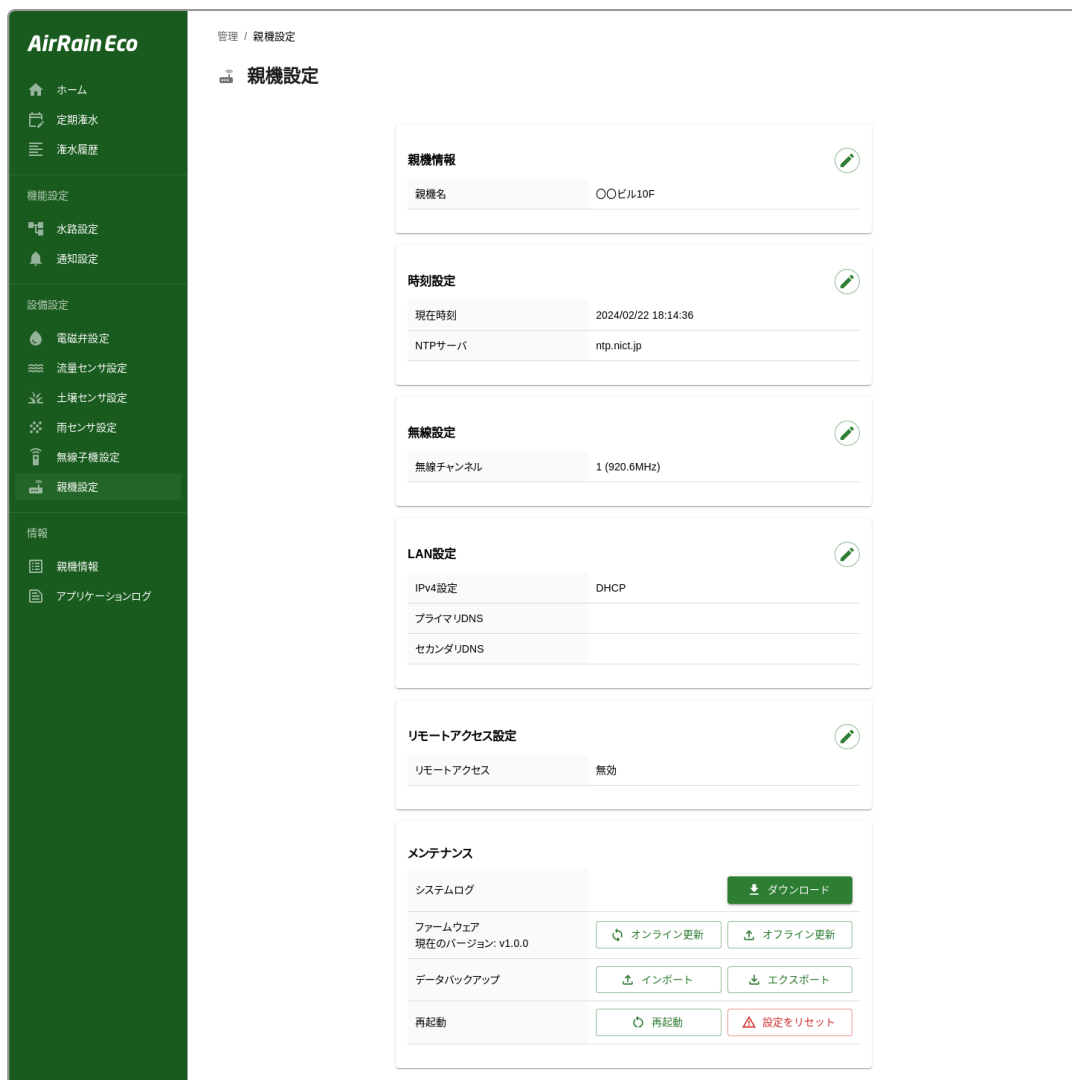 AirRain Eco
ホーム
定期潅水
潅水履歴
機能設定
水路設定
通知設定
設備設定
電磁弁設定
流量センサ設定
土壌センサ設定
雨センサ設定
無線子機設定
親機設定
情報
親機情報
アプリケーションログ
管理 / 親機設定
親機設定
親機情報
親機名 〇〇ビル10F
時刻設定
現在時刻 2024/02/22 18:14:36
NTPサーバ ntp.nict.jp
無線設定
無線チャンネル 1 (920.6MHz)
LAN設定
IPv4設定 DHCP
プライマリDNS
セカンダリDNS
リモートアクセス設定
リモートアクセス 無効
メンテナンス
システムログ ダウンロード
ファームウェア
現在のバージョン: v1.0.0 オンライン更新 オフライン更新
データバックアップ インポート エクスポート
再起動 再起動 設定をリセット